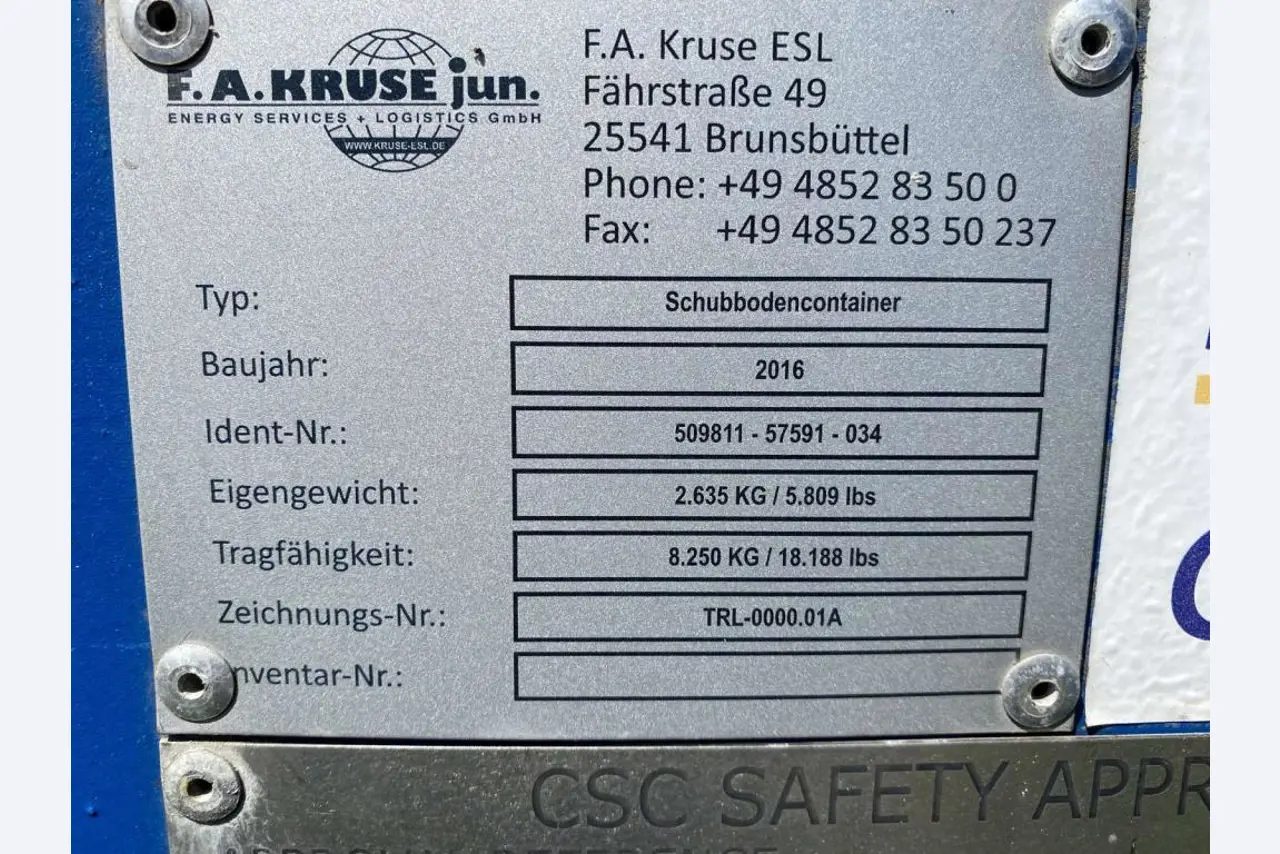 F.A.KRUSE jun.
ENERGY SERVICES + LOGISTICS GmbH
WWW.KRUSE-ESL.DE
F.A. Kruse ESL
Fährstraße 49
25541 Brunsbüttel
Phone: +49 4852 83 50 0
Fax: +49 4852 83 50 237
Typ: Schubbodencontainer
Baujahr: 2016
Ident-Nr.: 509811 - 57591 - 034
Eigengewicht: 2.635 KG / 5.809 lbs
Tragfähigkeit: 8.250 KG / 18.188 lbs
Zeichnungs-Nr.: TRL-0000.01A
nventar-Nr.:
CSC SAFETY APPR